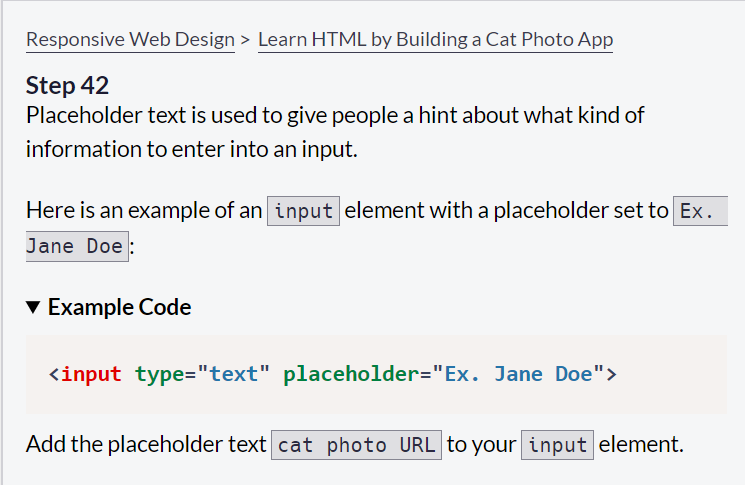 Responsive Web Design > Learn HTML by Building a Cat Photo App
Step 42
Placeholder text is used to give people a hint about what kind of
information to enter into an input.
Here is an example of an input element with a placeholder set to Ex.
Jane Doe:
▼ Example Code
<input type="text" placeholder="Ex. Jane Doe">
Add the placeholder text cat photo URL to your input element.